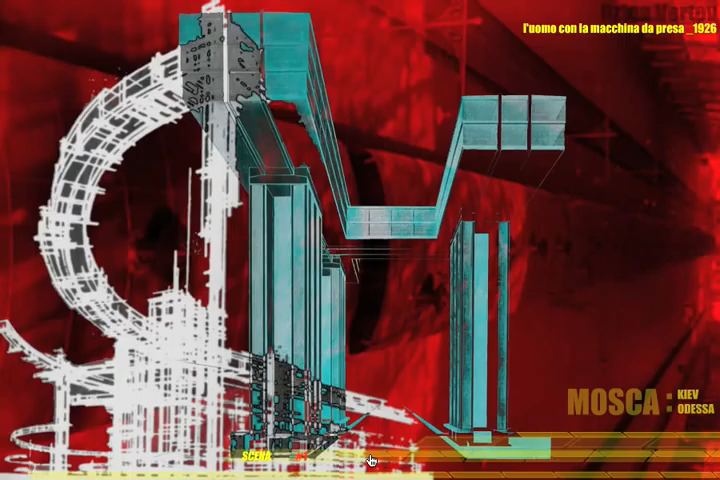 l'uomo con la macchina da presa _1926
MOSCA :
KIEV
ODESSA
SCENA